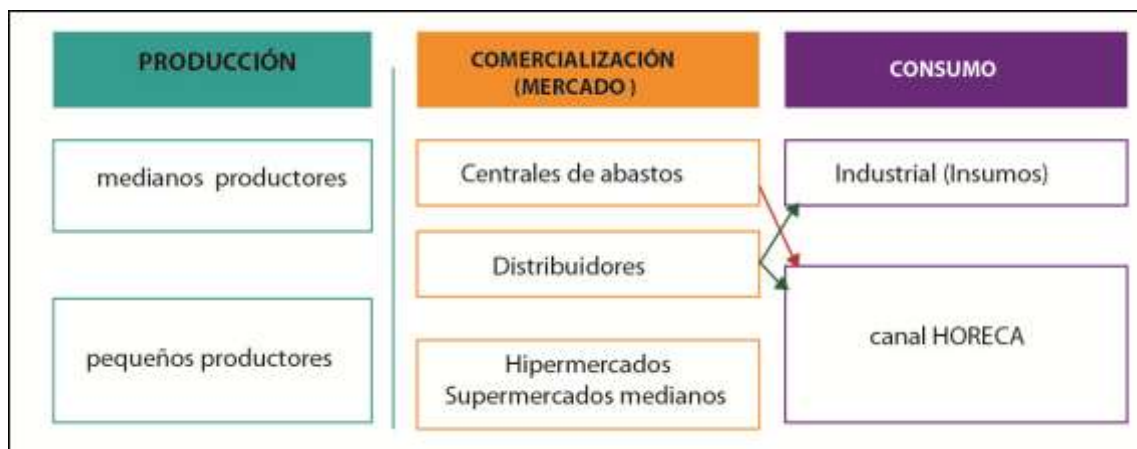 PRODUCCIÓN
COMERCIALIZACIÓN
(MERCADO )
CONSUMO
medianos productores
pequeños productores
Centrales de abastos
Distribuidores
Hipermercados
Supermercados medianos
Industrial (Insumos)
canal HORECA